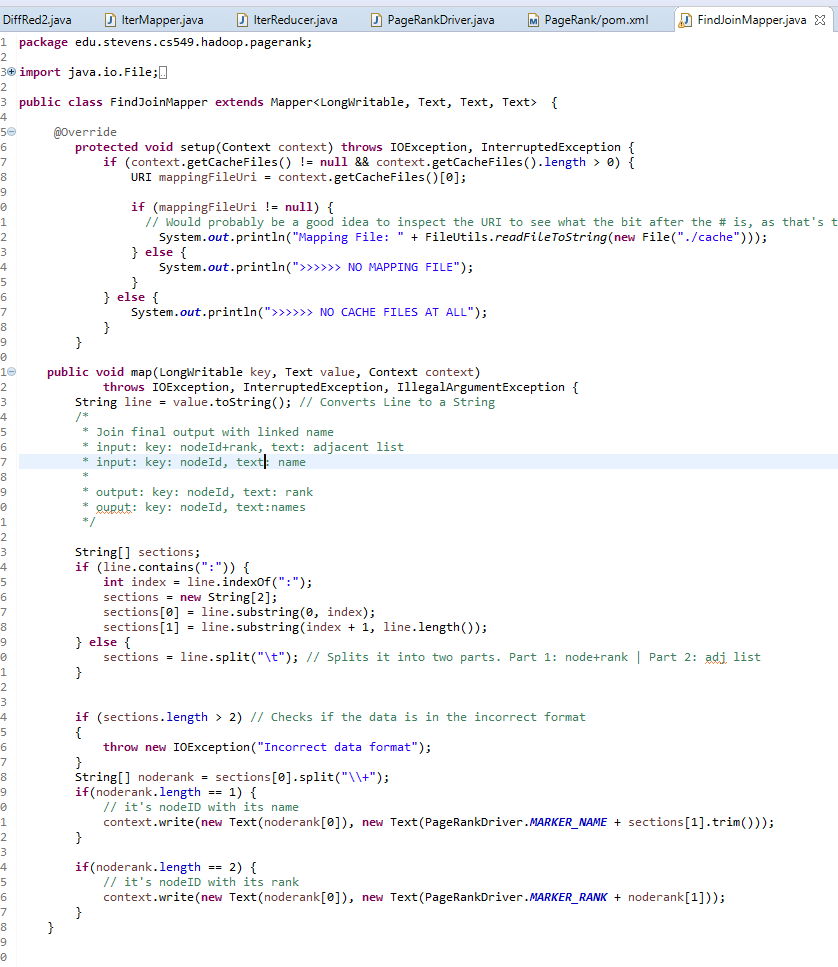 DiffRed2.java IterMapper.java IterReducer.java PageRankDriver.java PageRank/pom.xml FindJoinMapper.java
1 package edu.stevens.cs549.hadoop.pagerank;
2
3 import java.io.File;
2
3 public class FindJoinMapper extends Mapper<LongWritable, Text, Text, Text>  {
4
5     @Override
6        protected void setup(Context context) throws IOException, InterruptedException {
7            if (context.getCacheFiles() != null && context.getCacheFiles().length > 0) {
8                URI mappingFileUri = context.getCacheFiles()[0];
9
0                if (mappingFileUri != null) {
1                  // Would probably be a good idea to inspect the URI to see what the bit after the # is, as that's t
2                    System.out.println("Mapping File: " + FileUtils.readFileToString(new File("./cache")));
3                } else {
4                    System.out.println(">>>>>> NO MAPPING FILE");
5                }
6            } else {
7                System.out.println(">>>>>> NO CACHE FILES AT ALL");
8            }
9        }
0
1    public void map(LongWritable key, Text value, Context context)
2            throws IOException, InterruptedException, IllegalArgumentException {
3        String line = value.toString(); // Converts Line to a String
4        /*
5         * Join final output with linked name
6         * input: key: nodeId+rank, text: adjacent list
7         * input: key: nodeId, text: name
8         *
9         * output: key: nodeId, text: rank
0         * ouput: key: nodeId, text:names
1         */
2
3        String[] sections;
4        if (line.contains(":")) {
5            int index = line.indexOf(":");
6            sections = new String[2];
7            sections[0] = line.substring(0, index);
8            sections[1] = line.substring(index + 1, line.length());
9        } else {
0            sections = line.split("\t"); // Splits it into two parts. Part 1: node+rank | Part 2: adj list
1        }
2
3
4        if (sections.length > 2) // Checks if the data is in the incorrect format
5        {
6            throw new IOException("Incorrect data format");
7        }
8        String[] noderank = sections[0].split("\\+");
9        if(noderank.length == 1) {
0            // it's nodeID with its name
1            context.write(new Text(noderank[0]), new Text(PageRankDriver.MARKER_NAME + sections[1].trim()));
2        }
3
4        if(noderank.length == 2) {
5            // it's nodeID with its rank
6            context.write(new Text(noderank[0]), new Text(PageRankDriver.MARKER_RANK + noderank[1]));
7        }
8    }
9
0